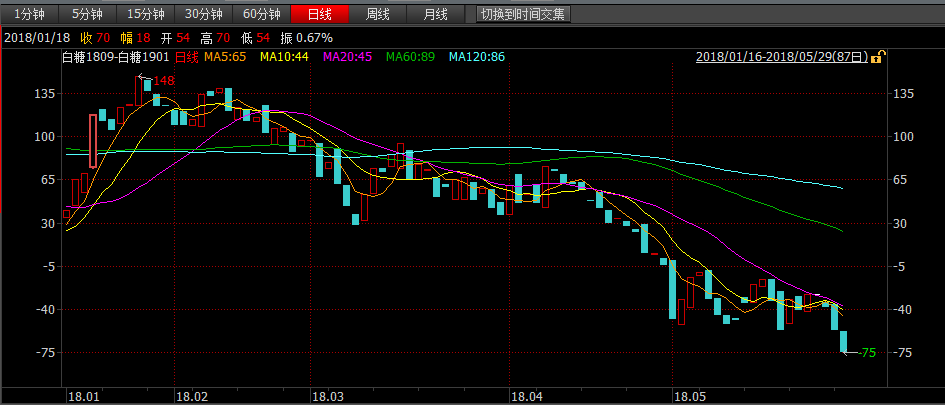 1分钟 5分钟 15分钟 30分钟 60分钟 日线 周线 月线 切换到时间交集
2018/01/18 收 70 幅 18 开 54 高 70 低 54 振 0.67%
白糖1809-白糖1901 日线 MA5:65 MA10:44 MA20:45 MA60:89 MA120:86 2018/01/16-2018/05/29(87日)
148
135 135
100 100
65 65
30 30
-5 -5
-40 -40
-75 -75 -75
18.01 18.02 18.03 18.04 18.05